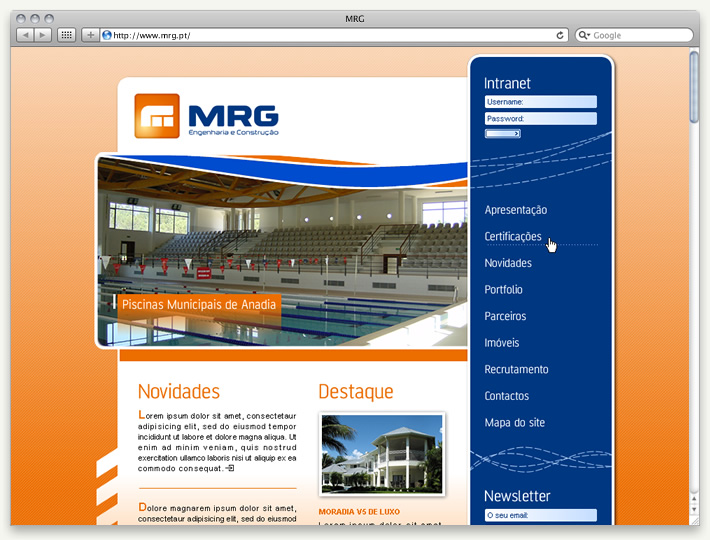 MRG
http://www.mrg.pt/
Google
MRG
Engenharia e Construção
Intranet
Username:
Password:
Apresentação
Certificações
Novidades
Portfolio
Parceiros
Imóveis
Recrutamento
Contactos
Mapa do site
Newsletter
O seu email:
Piscinas Municipais de Anadia
Novidades
Lorem ipsum dolor sit amet, consectetaur
adipisicing elit, sed do eiusmod tempor
incididunt ut labore et dolore magna aliqua. Ut
enim ad minim veniam, quis nostrud
exercitation ullamco laboris nisi ut aliquip ex ea
commodo consequat.
Dolore magnarem ipsum dolor sit amet,
consectetaur adipisicing elit, sed do eiusmod
Destaque
MORADIA V5 DE LUXO
Lorem ipsum dolor sit amet